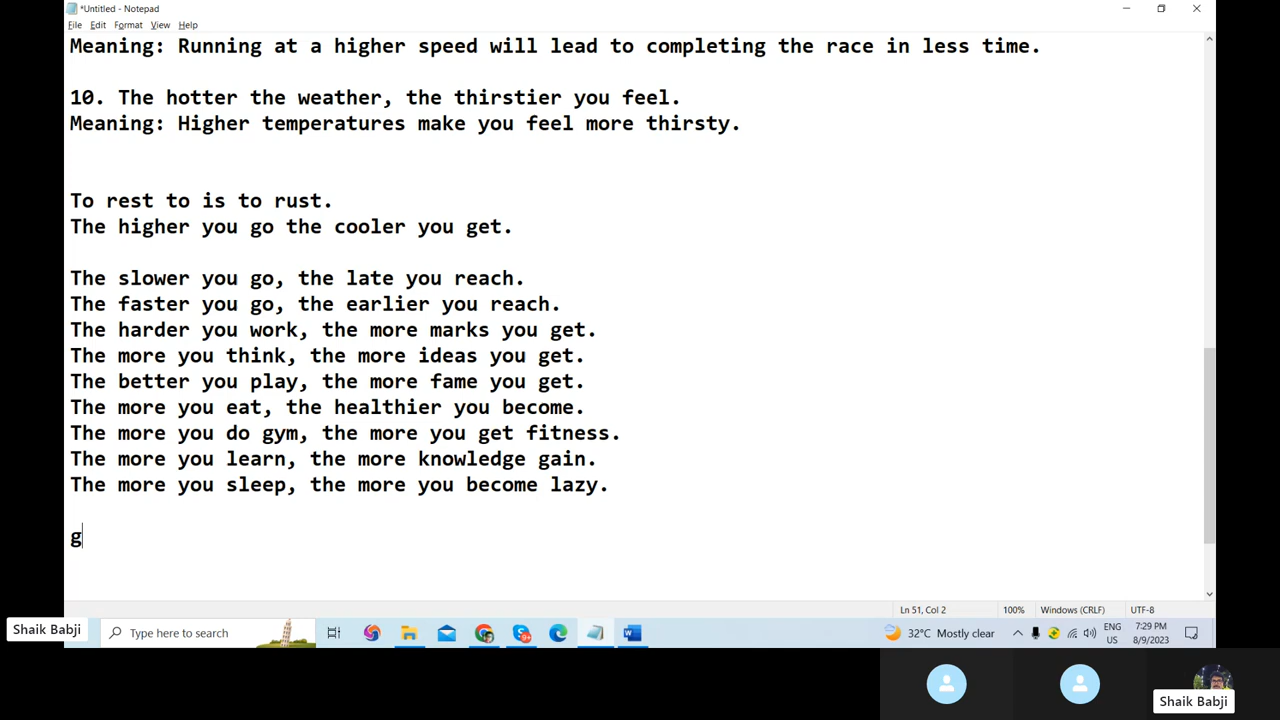 *Untitled - Notepad
File Edit Format View Help
Meaning: Running at a higher speed will lead to completing the race in less time.
10. The hotter the weather, the thirstier you feel.
Meaning: Higher temperatures make you feel more thirsty.
To rest to is to rust.
The higher you go the cooler you get.
The slower you go, the late you reach.
The faster you go, the earlier you reach.
The harder you work, the more marks you get.
The more you think, the more ideas you get.
The better you play, the more fame you get.
The more you eat, the healthier you become.
The more you do gym, the more you get fitness.
The more you learn, the more knowledge gain.
The more you sleep, the more you become lazy.
g
Ln 51, Col 2 100% Windows (CRLF) UTF-8
Shaik Babji
Type here to search
32°C Mostly clear
ENG
US
7:29 PM
8/9/2023
Shaik Babji